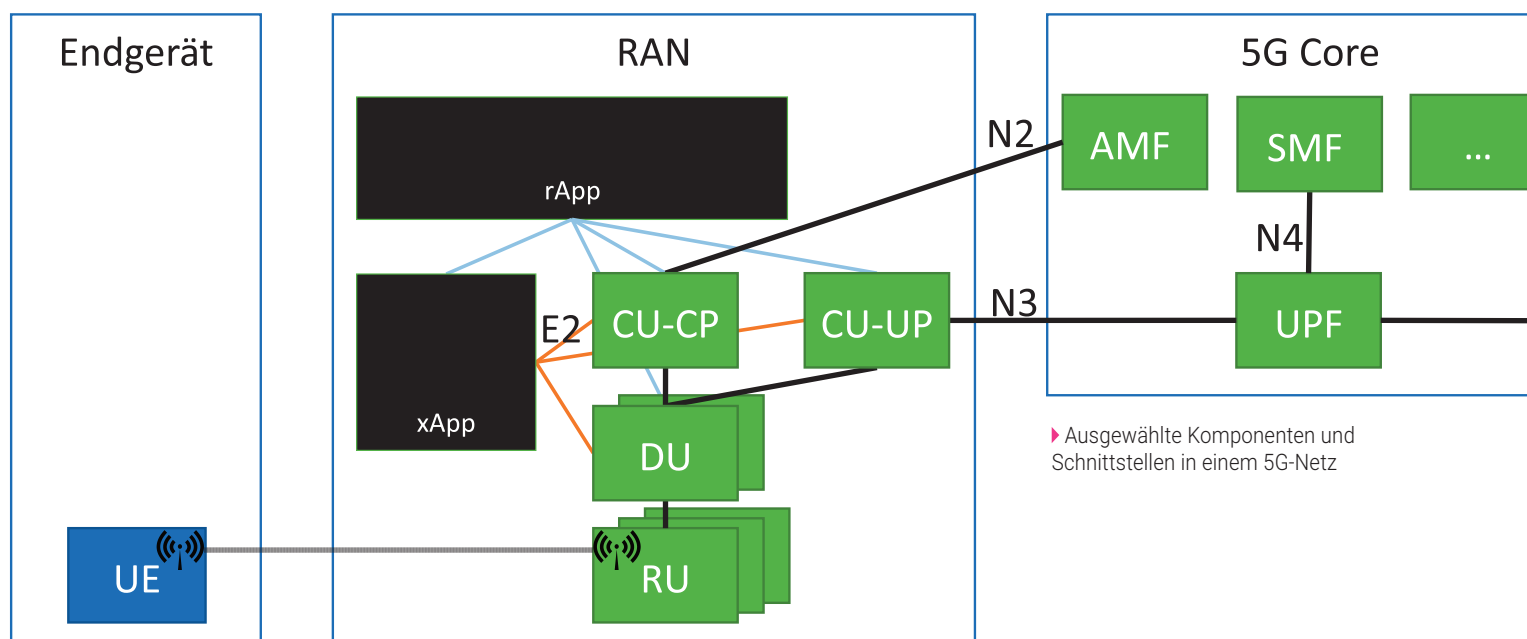 Endgerät
RAN
5G Core
N2
AMF
SMF
...
rApp
N4
E2
CU-CP
CU-UP
N3
UPF
xApp
DU
Ausgewählte Komponenten und
Schnittstellen in einem 5G-Netz
UE
RU